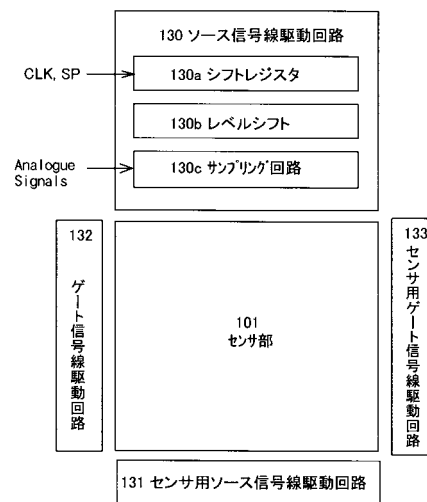 130 ソース信号線駆動回路
CLK, SP
130a シフトレジスタ
130b レベルシフト
Analogue
Signals
130c サンプリング回路
132
ゲート信号線駆動回路
101
センサ部
133
センサ用ゲート信号線駆動回路
131 センサ用ソース信号線駆動回路